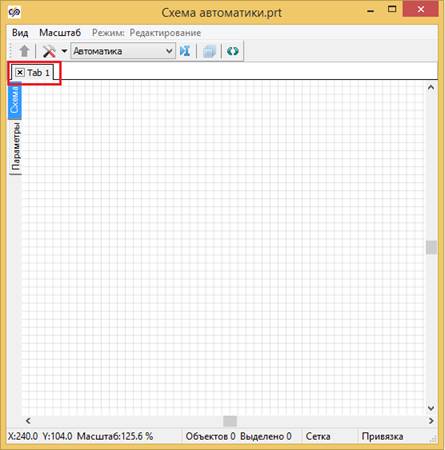 Схема автоматики.prt
Вид Масштаб Режим: Редактирование
Автоматика
Tab 1
Схема
Параметры
X:240.0 Y:104.0 Масштаб:125.6 % Объектов 0 Выделено 0 Сетка Привязка